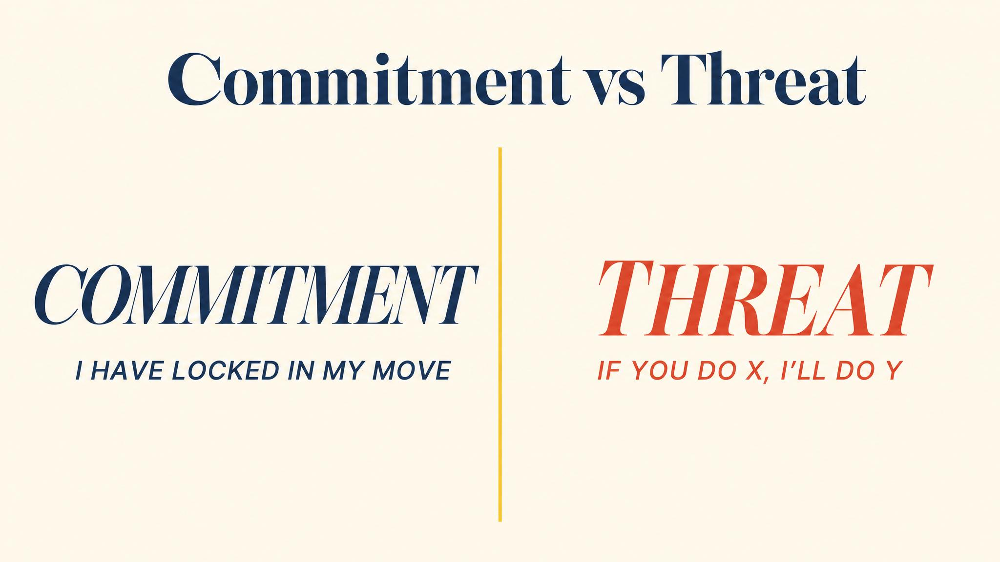 Commitment vs Threat
COMMITMENT
I HAVE LOCKED IN MY MOVE
THREAT
IF YOU DO X, I’LL DO Y